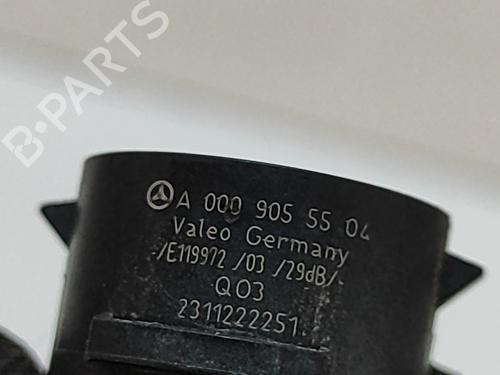 B-PARTS
A 000 905 55 04
Valeo Germany
/E119972 /03 /29dB/-
Q03
2311222251